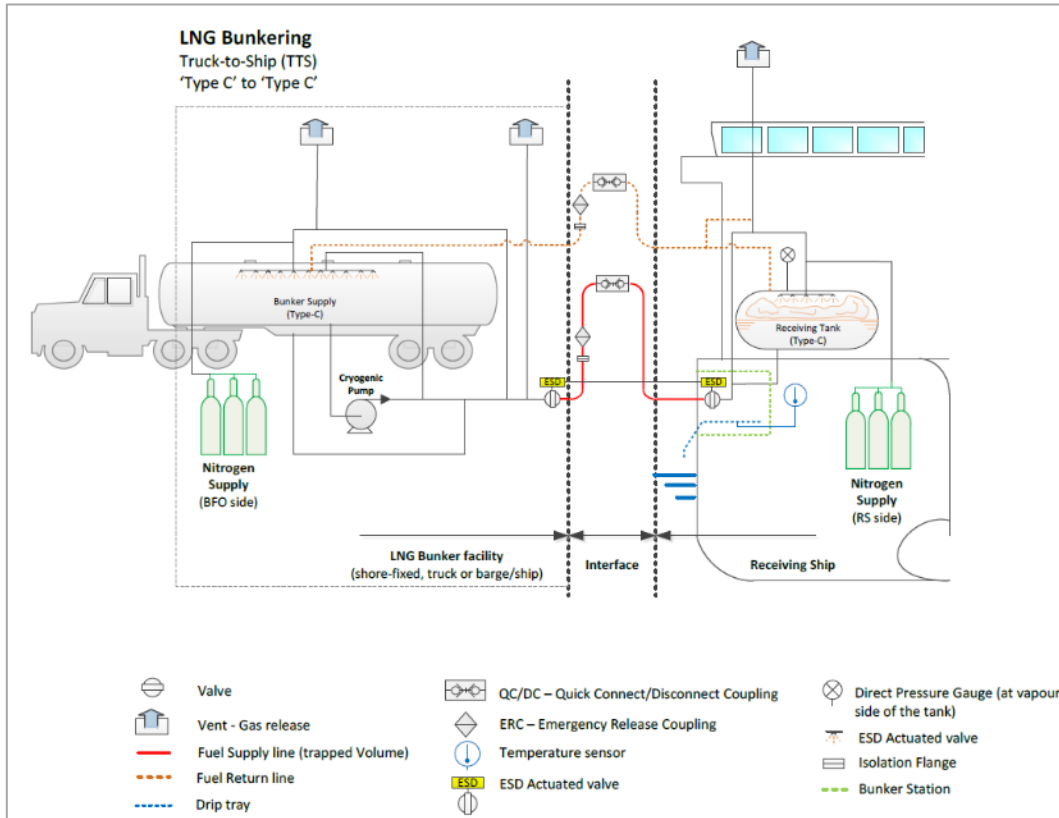 LNG Bunkering
Truck-to-Ship (TTS)
‘Type C’ to ‘Type C’
Bunker Supply
(Type-C)
Cryogenic
Pump
ESD
ESD
Receiving Tank
(Type-C)
Nitrogen
Supply
(BFO side)
Nitrogen
Supply
(RS side)
LNG Bunker facility
(shore-fixed, truck or barge/ship)
Interface
Receiving Ship
Valve
Vent - Gas release
Fuel Supply line (trapped Volume)
Fuel Return line
Drip tray
QC/DC – Quick Connect/Disconnect Coupling
ERC – Emergency Release Coupling
Temperature sensor
ESD
ESD Actuated valve
Direct Pressure Gauge (at vapour
side of the tank)
ESD Actuated valve
Isolation Flange
Bunker Station